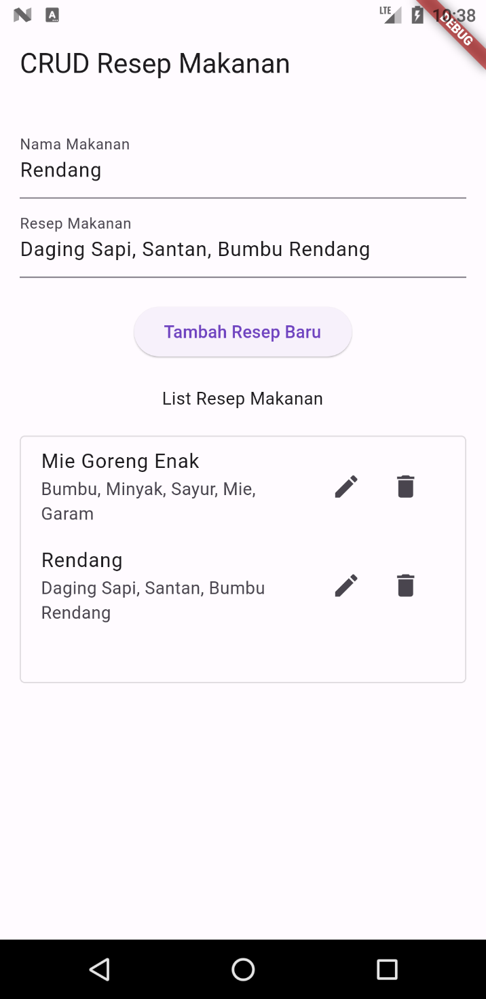 LTE
10:38
DEBUG
CRUD Resep Makanan
Nama Makanan
Rendang
Resep Makanan
Daging Sapi, Santan, Bumbu Rendang
Tambah Resep Baru
List Resep Makanan
Mie Goreng Enak
Bumbu, Minyak, Sayur, Mie,
Garam
Rendang
Daging Sapi, Santan, Bumbu
Rendang